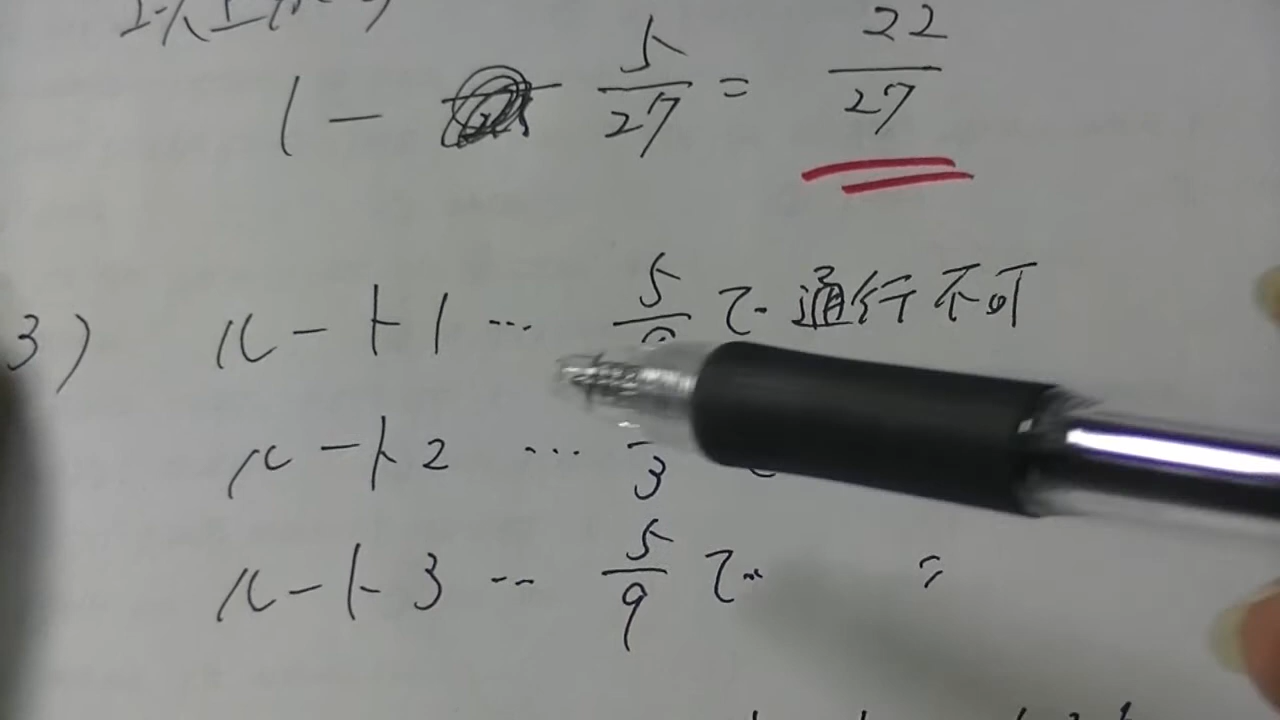 1 - 5/27 = 22/27
3) ルート1 … 5/ で通行不可
ルート2 … /3
ルート3 … 5/9 で 〃